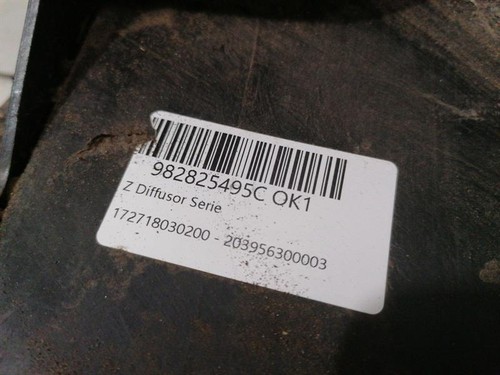 982825495C OK1
Z Diffusor Serie
172718030200 - 203956300003